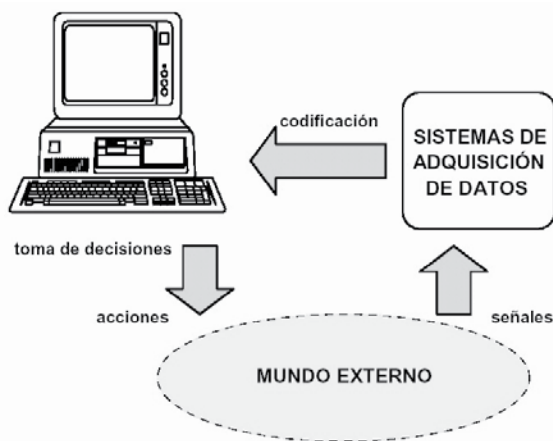 codificación
SISTEMAS DE
ADQUISICIÓN
DE DATOS
toma de decisiones
acciones
señales
MUNDO EXTERNO